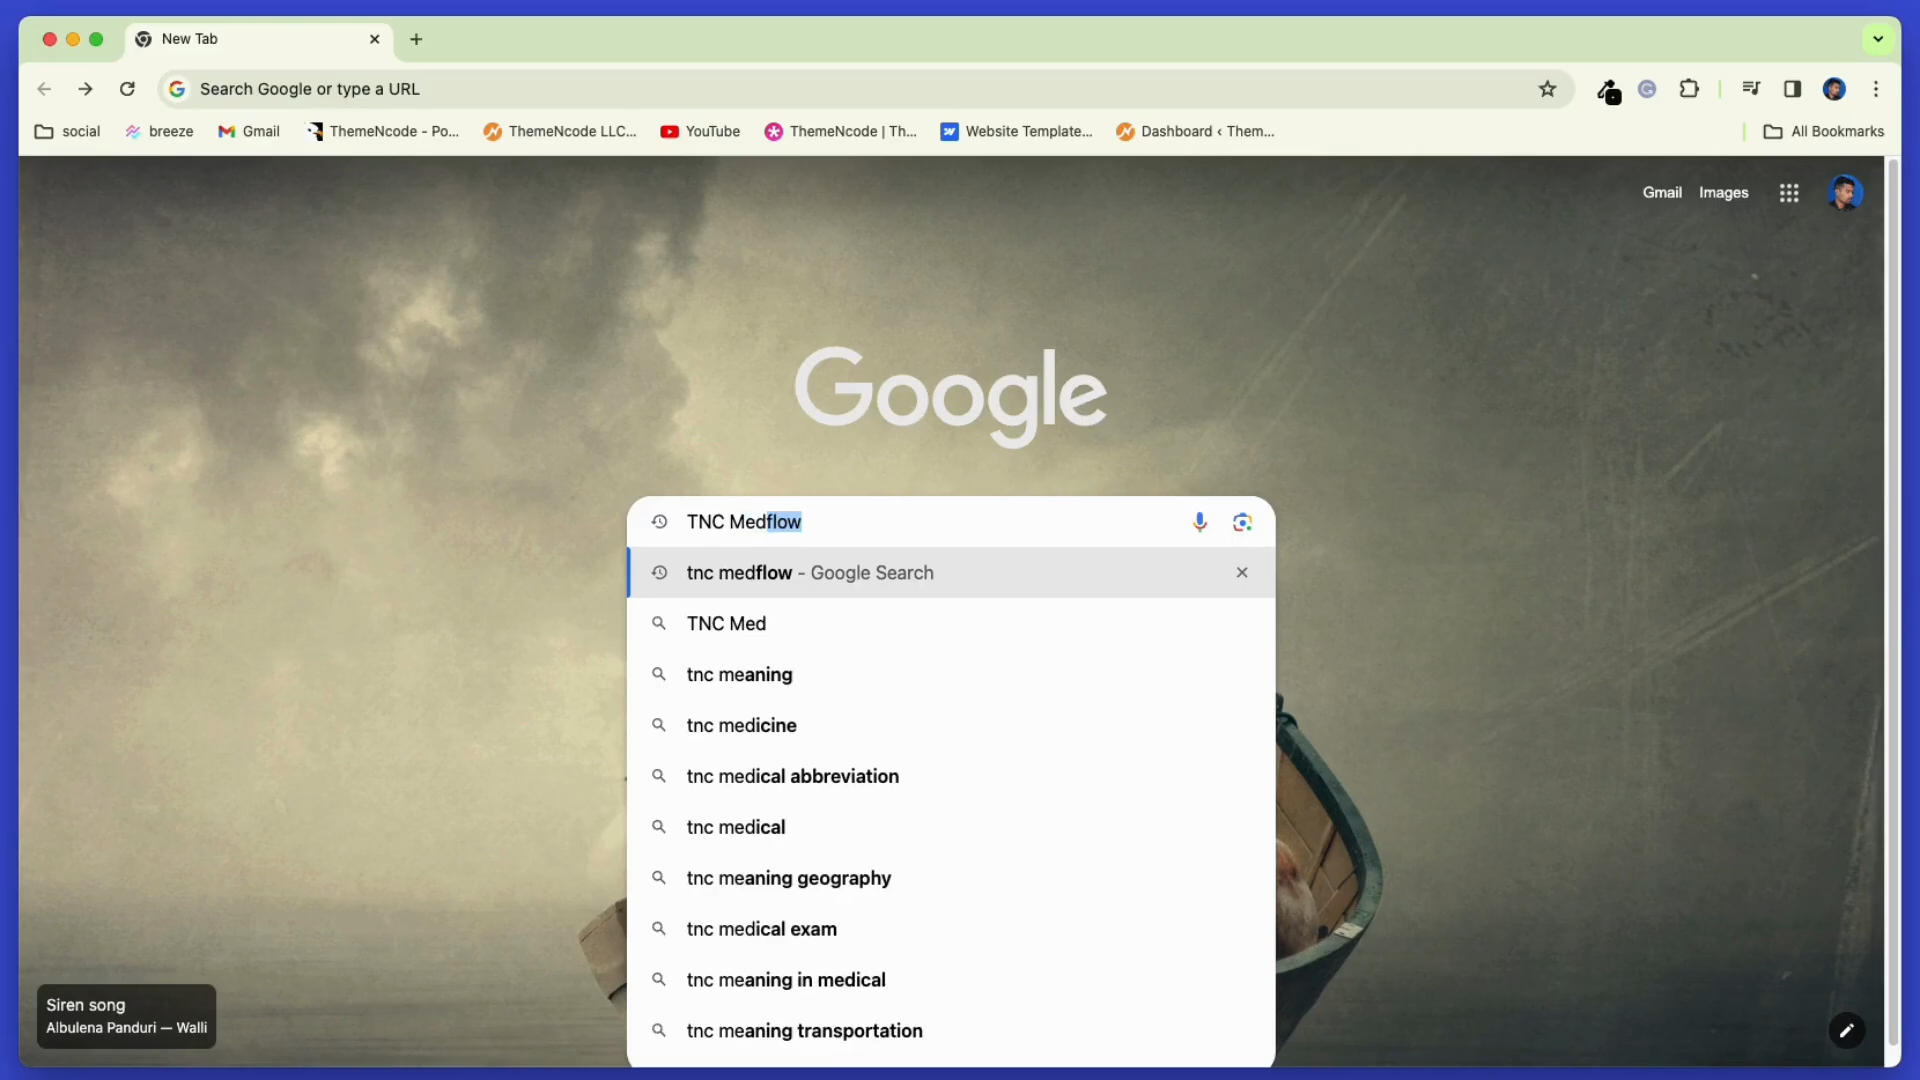 New Tab
Search Google or type a URL
social
breeze
Gmail
ThemeNcode - Po...
ThemeNcode LLC...
YouTube
ThemeNcode | Th...
Website Template...
Dashboard ‹ Them...
All Bookmarks
Gmail
Images
Google
TNC Medflow
tnc medflow - Google Search
TNC Med
tnc meaning
tnc medicine
tnc medical abbreviation
tnc medical
tnc meaning geography
tnc medical exam
tnc meaning in medical
tnc meaning transportation
Siren song
Albulena Panduri — Walli